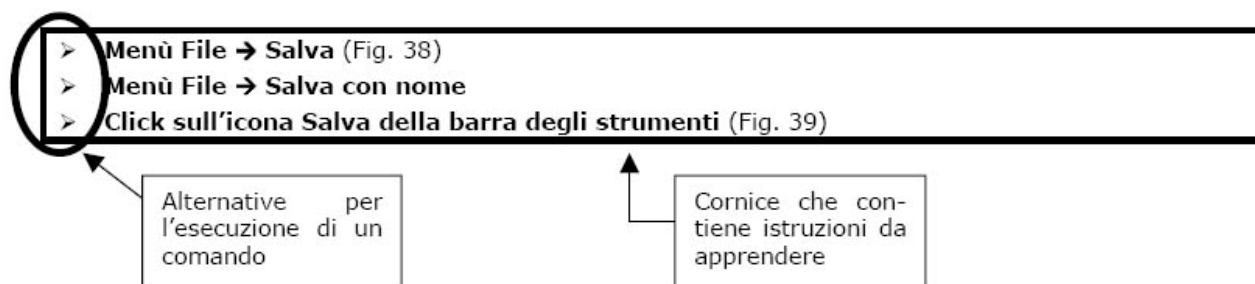 ➢ Menù File → Salva (Fig. 38)
➢ Menù File → Salva con nome
➢ Click sull’icona Salva della barra degli strumenti (Fig. 39)
Alternative per
l’esecuzione di un
comando
Cornice che con-
tiene istruzioni da
apprendere